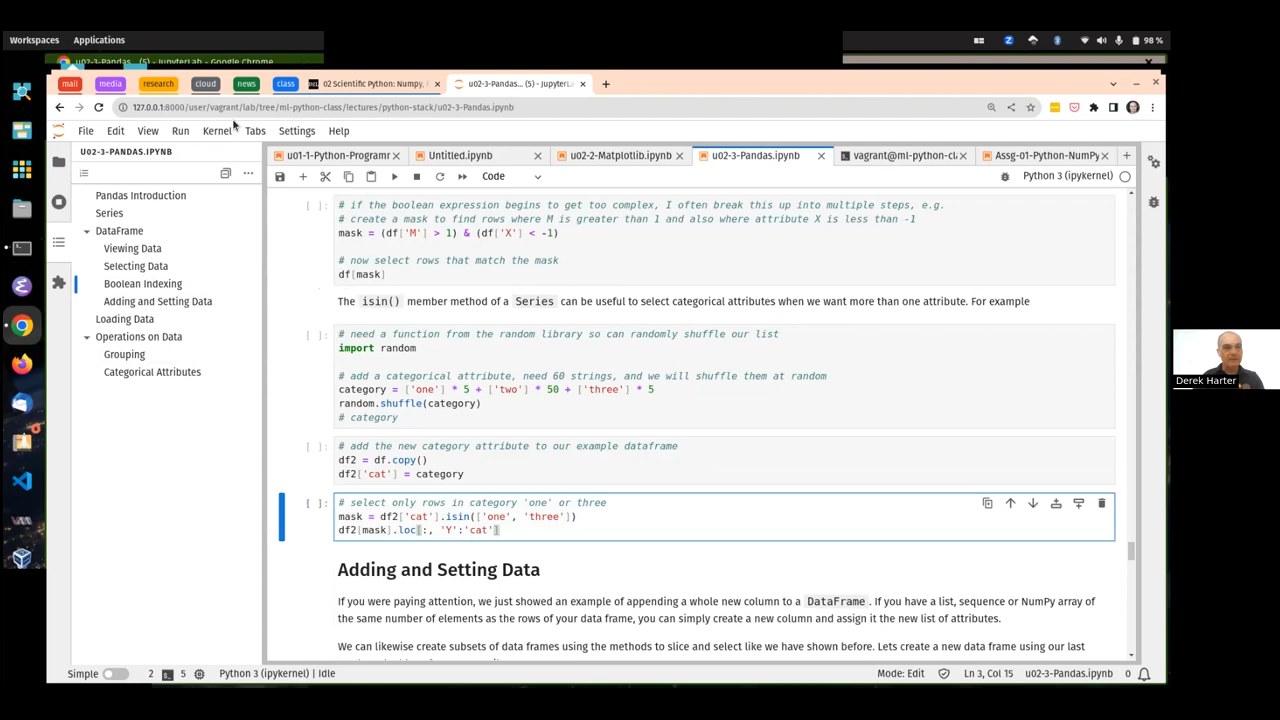 Workspaces Applications
98 %
u02-3-Pandas... (5) - JupyterLab - Google Chrome
mail media research cloud news class 02 Scientific Python: Numpy, u02-3-Pandas... (5) - JupyterLa
127.0.0.1:8000/user/vagrant/lab/tree/ml-python-class/lectures/python-stack/u02-3-Pandas.ipynb
File Edit View Run Kernel Tabs Settings Help
U02-3-PANDAS.IPYNB
u01-1-Python-Programr Untitled.ipynb u02-2-Matplotlib.ipynb u02-3-Pandas.ipynb vagrant@ml-python-cl Assg-01-Python-NumPy
Code
Python 3 (ipykernel)
Pandas Introduction
Series
DataFrame
Viewing Data
Selecting Data
Boolean Indexing
Adding and Setting Data
Loading Data
Operations on Data
Grouping
Categorical Attributes
[ ]:
# if the boolean expression begins to get too complex, I often break this up into multiple steps, e.g.
# create a mask to find rows where M is greater than 1 and also where attribute X is less than -1
mask = (df['M'] > 1) & (df['X'] < -1)
# now select rows that match the mask
df[mask]
The isin() member method of a Series can be useful to select categorical attributes when we want more than one attribute. For example
[ ]:
# need a function from the random library so can randomly shuffle our list
import random
# add a categorical attribute, need 60 strings, and we will shuffle them at random
category = ['one'] * 5 + ['two'] * 50 + ['three'] * 5
random.shuffle(category)
# category
[ ]:
# add the new category attribute to our example dataframe
df2 = df.copy()
df2['cat'] = category
[ ]:
# select only rows in category 'one' or three
mask = df2['cat'].isin(['one', 'three'])
df2[mask].loc[:, 'Y':'cat']
Adding and Setting Data
If you were paying attention, we just showed an example of appending a whole new column to a DataFrame. If you have a list, sequence or NumPy array of
the same number of elements as the rows of your data frame, you can simply create a new column and assign it the new list of attributes.
We can likewise create subsets of data frames using the methods to slice and select like we have shown before. Lets create a new data frame using our last
Simple 2 5 Python 3 (ipykernel) | Idle
Mode: Edit Ln 3, Col 15 u02-3-Pandas.ipynb 0
Derek Harter